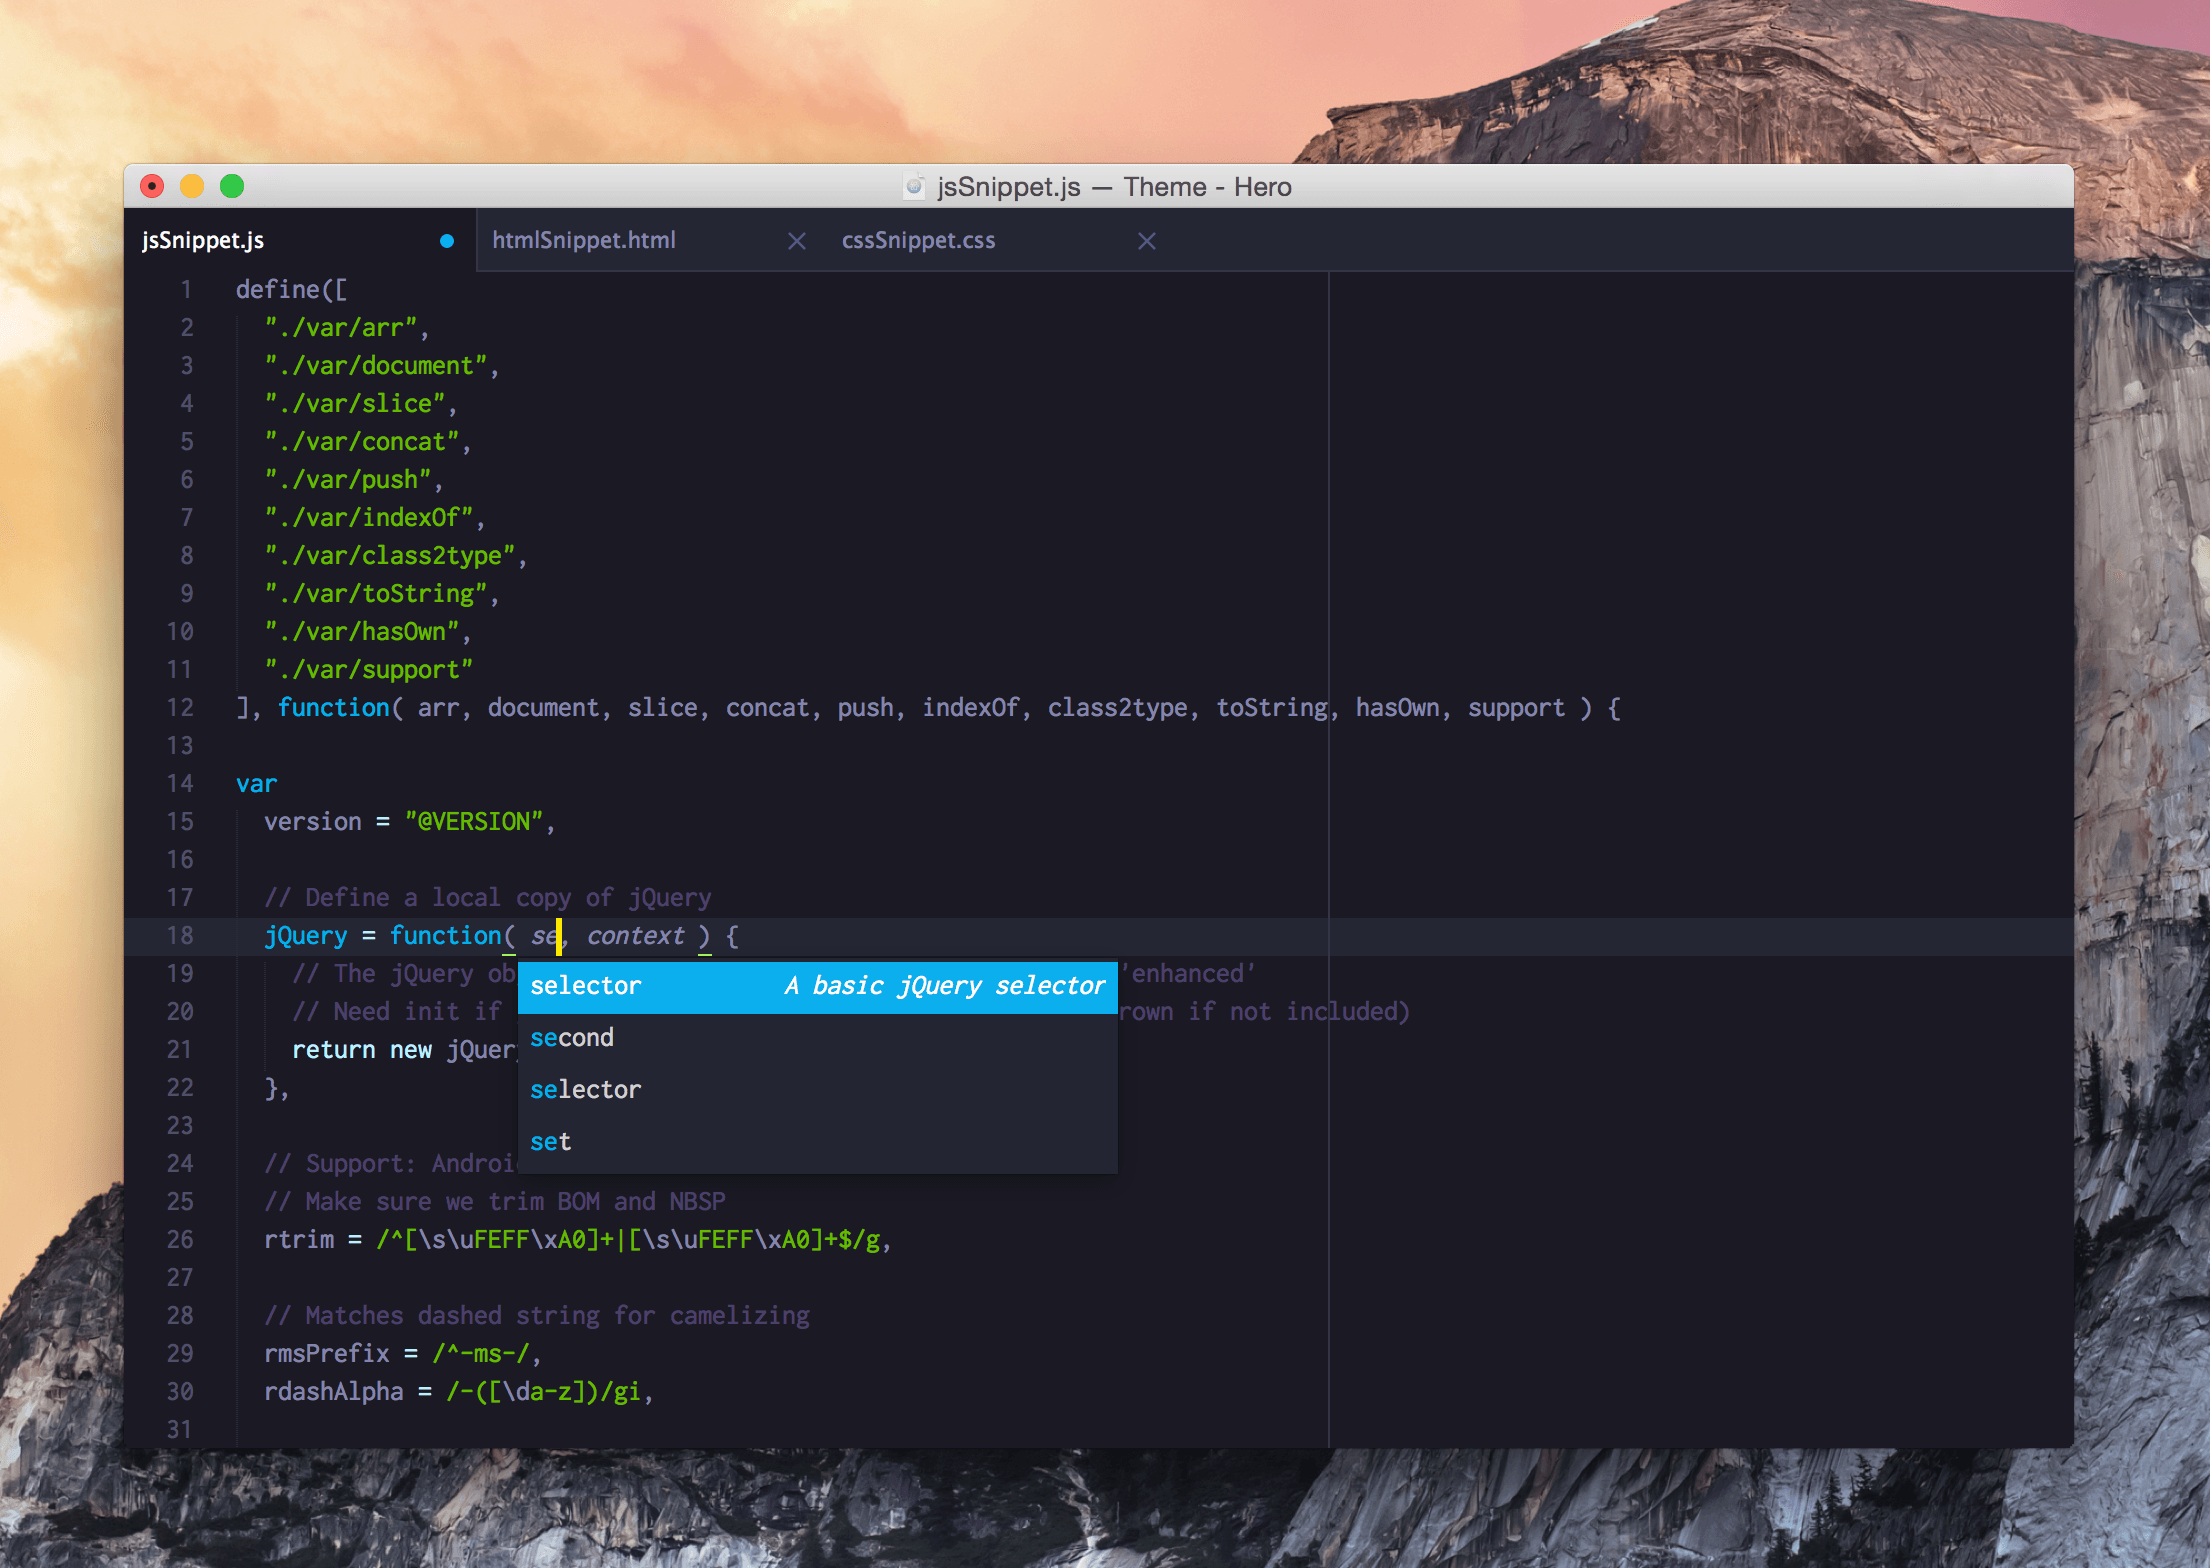 jsSnippet.js — Theme - Hero
jsSnippet.js htmlSnippet.html cssSnippet.css
1 define([
2 "./var/arr",
3 "./var/document",
4 "./var/slice",
5 "./var/concat",
6 "./var/push",
7 "./var/indexOf",
8 "./var/class2type",
9 "./var/toString",
10 "./var/hasOwn",
11 "./var/support"
12 ], function( arr, document, slice, concat, push, indexOf, class2type, toString, hasOwn, support ) {
13
14 var
15 version = "@VERSION",
16
17 // Define a local copy of jQuery
18 jQuery = function( se, context ) {
19 // The jQuery ob 'enhanced'
selector A basic jQuery selector
20 // Need init if rown if not included)
second
21 return new jQuery
selector
22 },
set
23
24 // Support: Androi
25 // Make sure we trim BOM and NBSP
26 rtrim = /^[\s\uFEFF\xA0]+|[\s\uFEFF\xA0]+$/g,
27
28 // Matches dashed string for camelizing
29 rmsPrefix = /^-ms-/,
30 rdashAlpha = /-([\da-z])/gi,
31